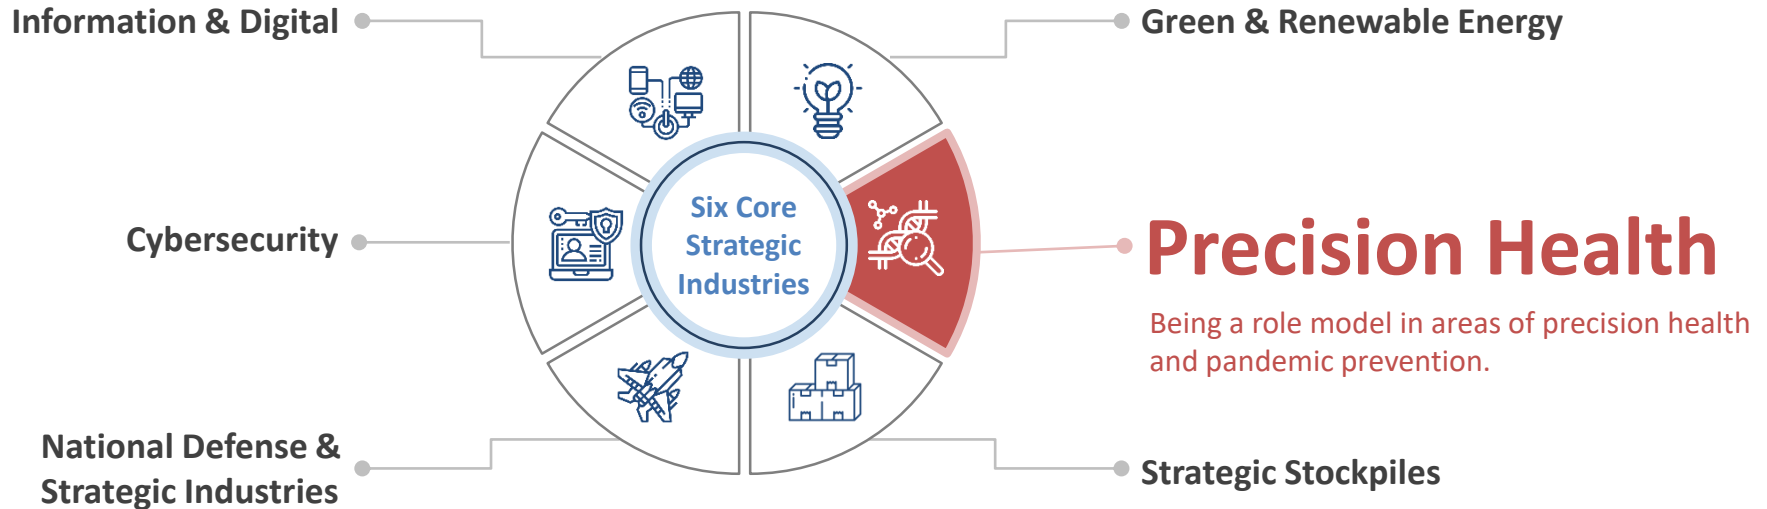 Information & Digital
Green & Renewable Energy
Cybersecurity
Six Core
Strategic
Industries
Precision Health
Being a role model in areas of precision health
and pandemic prevention.
National Defense &
Strategic Industries
Strategic Stockpiles